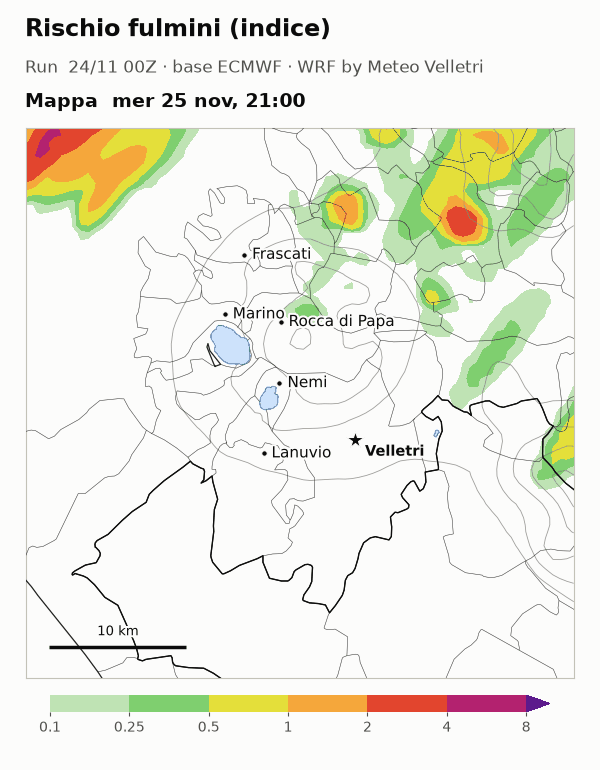 Rischio fulmini (indice)
Run  24/11 00Z · base ECMWF · WRF by Meteo Velletri
Mappa  mer 25 nov, 21:00
Frascati
Marino
Rocca di Papa
Nemi
Velletri
Lanuvio
10 km
0.1 0.25 0.5 1 2 4 8